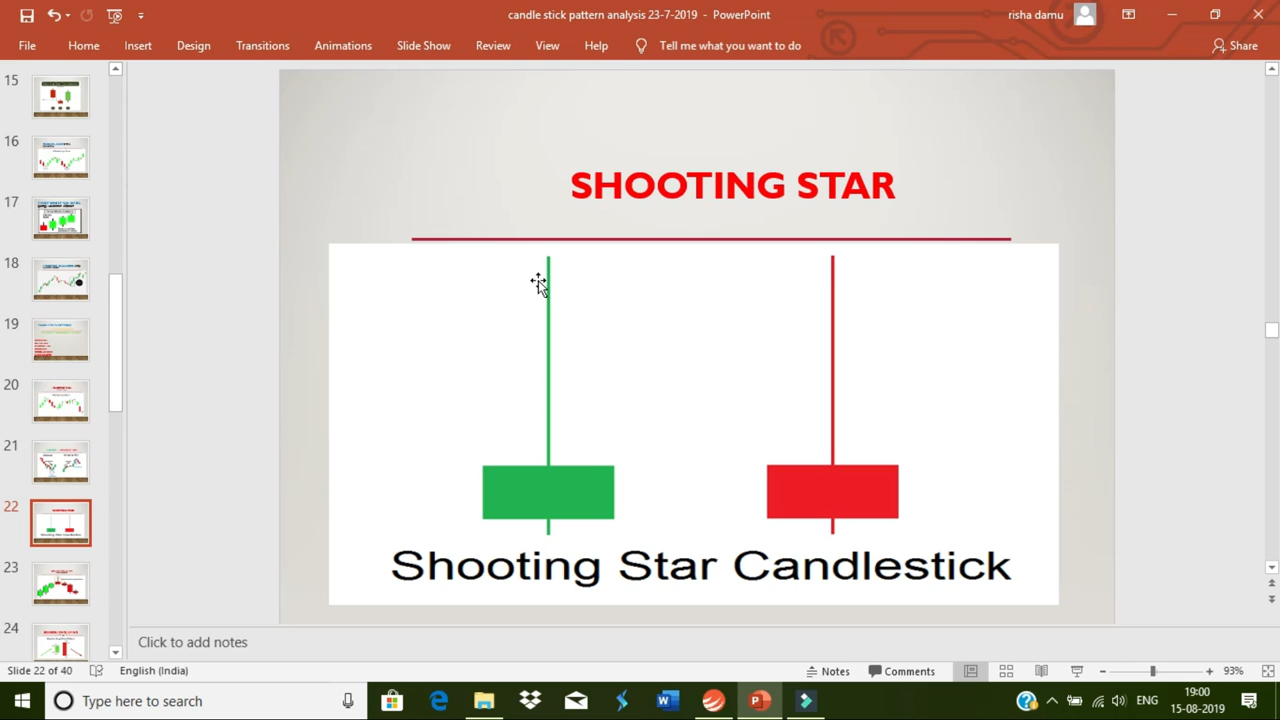 candle stick pattern analysis 23-7-2019 - PowerPoint
risha damu
File Home Insert Design Transitions Animations Slide Show Review View Help Tell me what you want to do Share
15
16
17
18
19
20
21
22
23
24
SHOOTING STAR
Shooting Star Candlestick
Click to add notes
Slide 22 of 40 English (India) Notes Comments 93%
Type here to search
ENG
19:00
15-08-2019